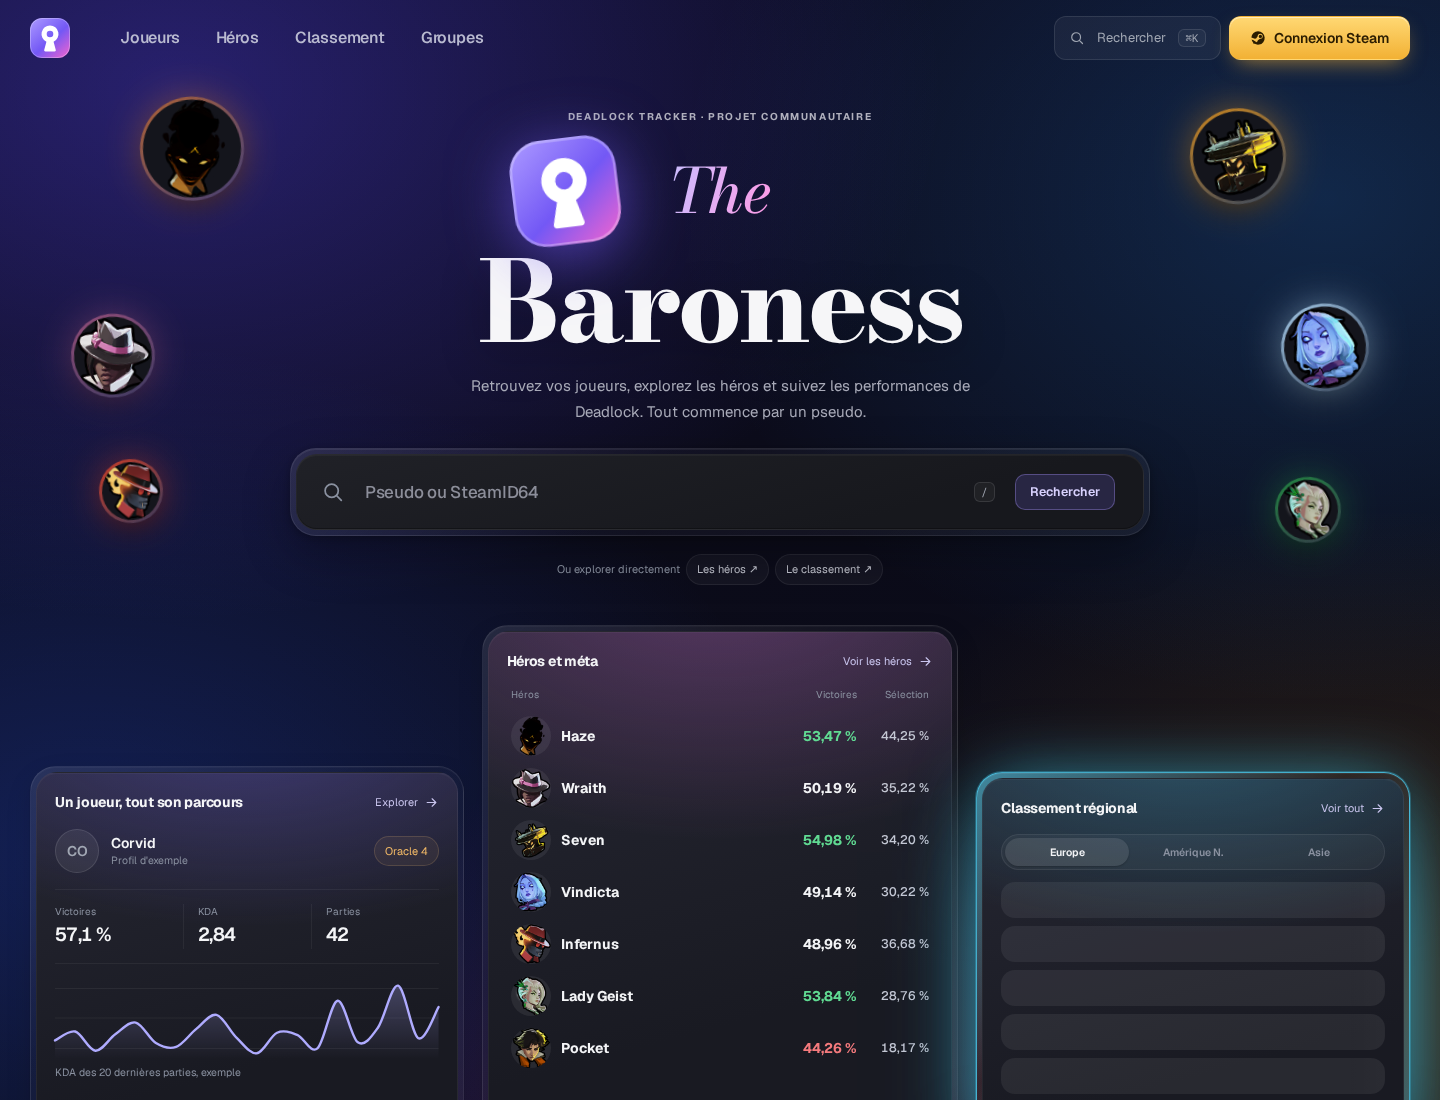 Joueurs Héros Classement Groupes Rechercher ⌘K Connexion Steam
DEADLOCK TRACKER · PROJET COMMUNAUTAIRE
The
Baroness
Retrouvez vos joueurs, explorez les héros et suivez les performances de
Deadlock. Tout commence par un pseudo.
Pseudo ou SteamID64 / Rechercher
Ou explorer directement Les héros ↗ Le classement ↗
Un joueur, tout son parcours Explorer →
CO Corvid Oracle 4
Profil d'exemple
Victoires KDA Parties
57,1 % 2,84 42
KDA des 20 dernières parties, exemple
Héros et méta Voir les héros →
Héros Victoires Sélection
Haze 53,47 % 44,25 %
Wraith 50,19 % 35,22 %
Seven 54,98 % 34,20 %
Vindicta 49,14 % 30,22 %
Infernus 48,96 % 36,68 %
Lady Geist 53,84 % 28,76 %
Pocket 44,26 % 18,17 %
Classement régional Voir tout →
Europe Amérique N. Asie